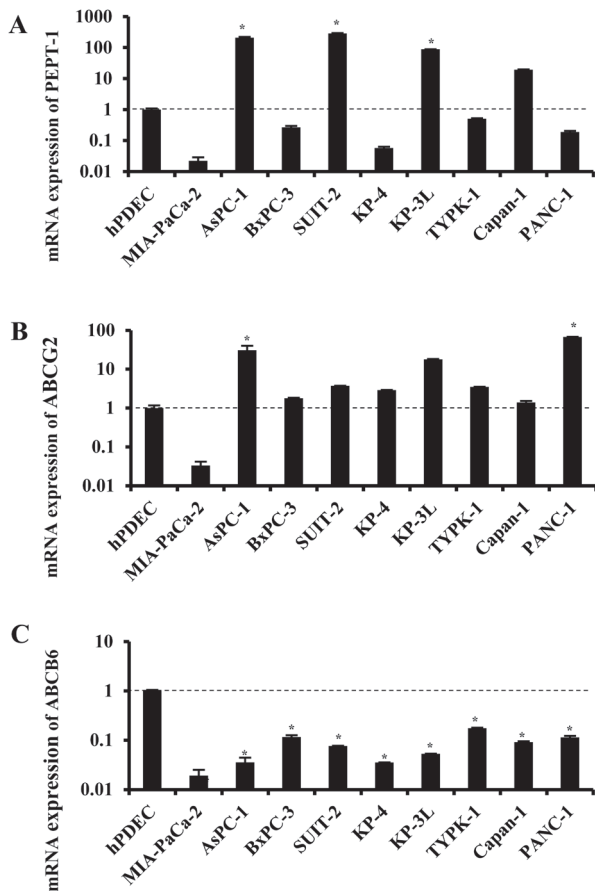 A
mRNA expression of PEPT-1
1000
100
10
1
0.1
0.01
*
*
*
hPDEC
MIA-PaCa-2
AsPC-1
BxPC-3
SUIT-2
KP-4
KP-3L
TYPK-1
Capan-1
PANC-1
B
mRNA expression of ABCG2
100
10
1
0.1
0.01
*
*
hPDEC
MIA-PaCa-2
AsPC-1
BxPC-3
SUIT-2
KP-4
KP-3L
TYPK-1
Capan-1
PANC-1
C
mRNA expression of ABCB6
10
1
0.1
0.01
*
*
*
*
*
*
*
*
hPDEC
MIA-PaCa-2
AsPC-1
BxPC-3
SUIT-2
KP-4
KP-3L
TYPK-1
Capan-1
PANC-1